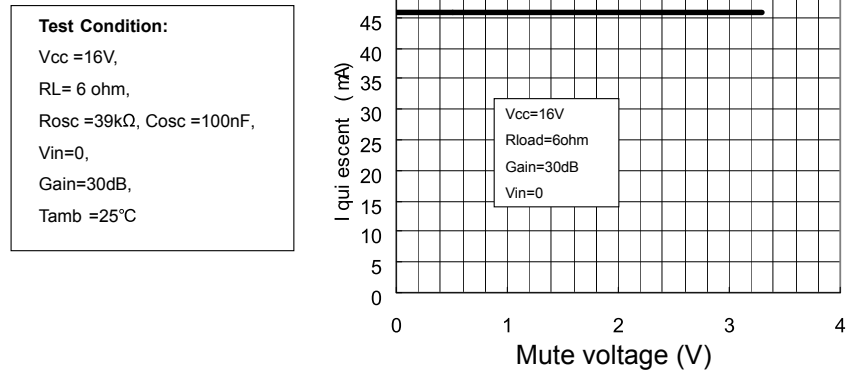 Test Condition:
Vcc =16V,
RL= 6 ohm,
Rosc =39kΩ, Cosc =100nF,
Vin=0,
Gain=30dB,
Tamb =25℃
I qui escent ( mA)
45
40
35
30
25
20
15
10
5
0
Vcc=16V
Rload=6ohm
Gain=30dB
Vin=0
0 1 2 3 4
Mute voltage (V)